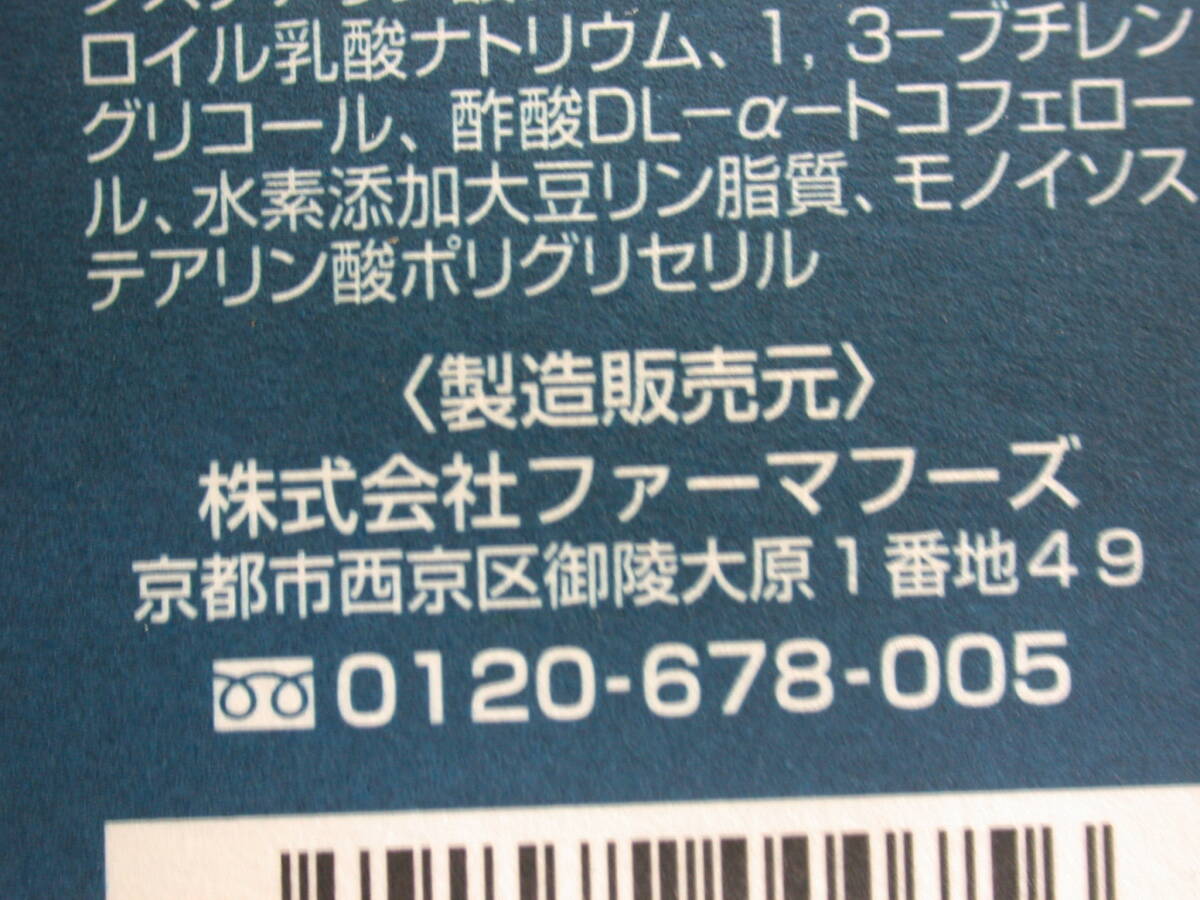 ロイル乳酸ナトリウム、1, 3−ブチレン
グリコール、酢酸DL−α−トコフェロー
ル、水素添加大豆リン脂質、モノイソス
テアリン酸ポリグリセリル
〈製造販売元〉
株式会社ファーマフーズ
京都市西京区御陵大原1番地49
0120-678-005